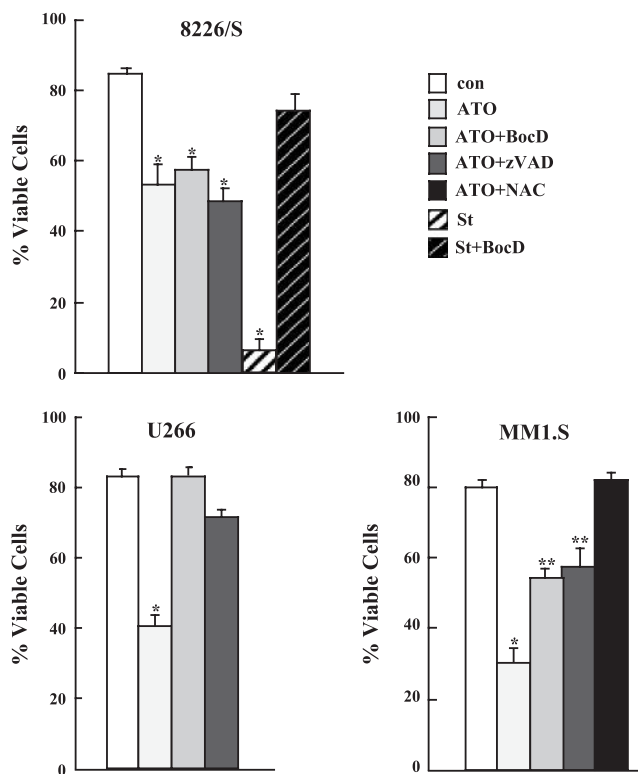 8226/S
% Viable Cells
100
80
60
40
20
0
*
*
*
*
con
ATO
ATO+BocD
ATO+zVAD
ATO+NAC
St
St+BocD
U266
% Viable Cells
100
80
60
40
20
0
*
MM1.S
% Viable Cells
100
80
60
40
20
0
*
**
**